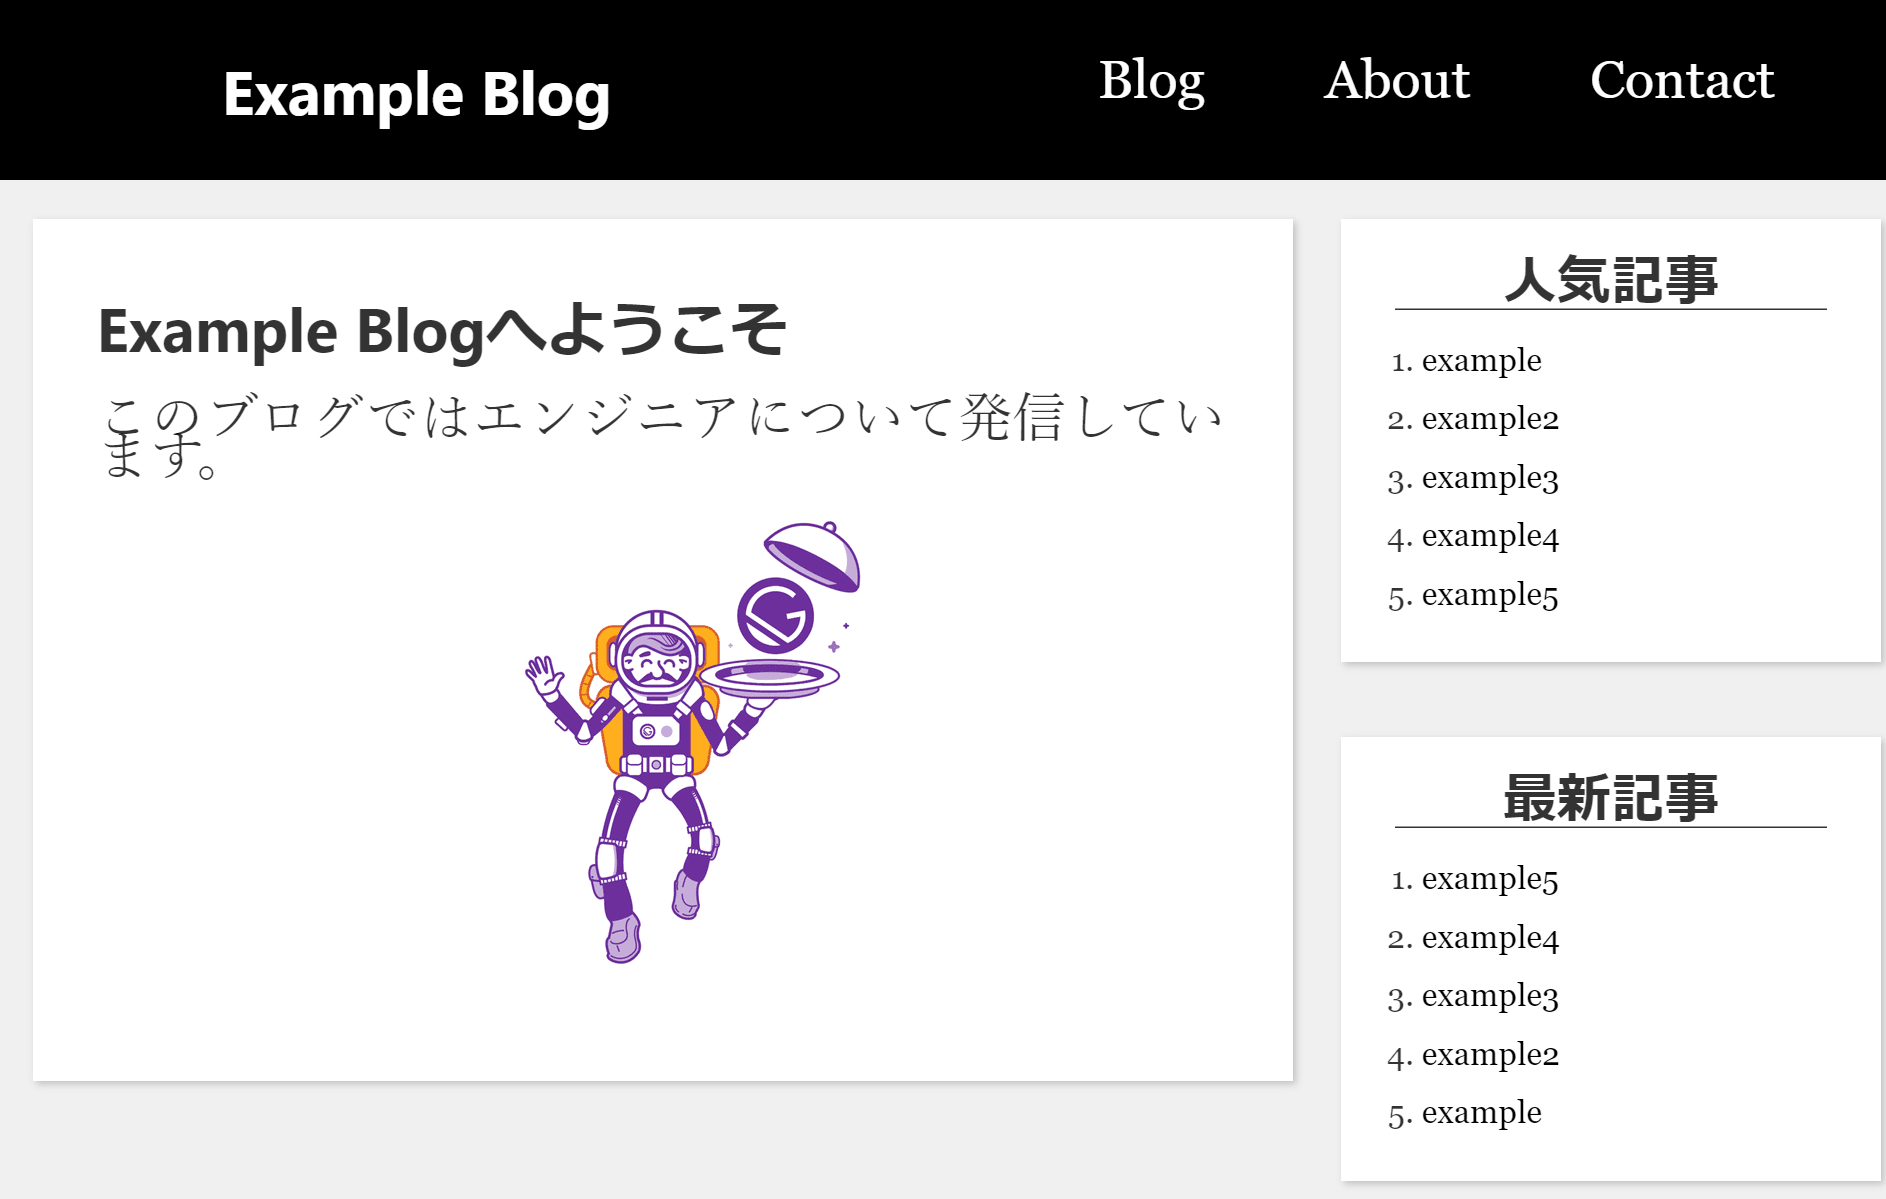 Example Blog
Blog About Contact
Example Blogへようこそ
このブログではエンジニアについて発信してい
ます。
人気記事
1. example
2. example2
3. example3
4. example4
5. example5
最新記事
1. example5
2. example4
3. example3
4. example2
5. example